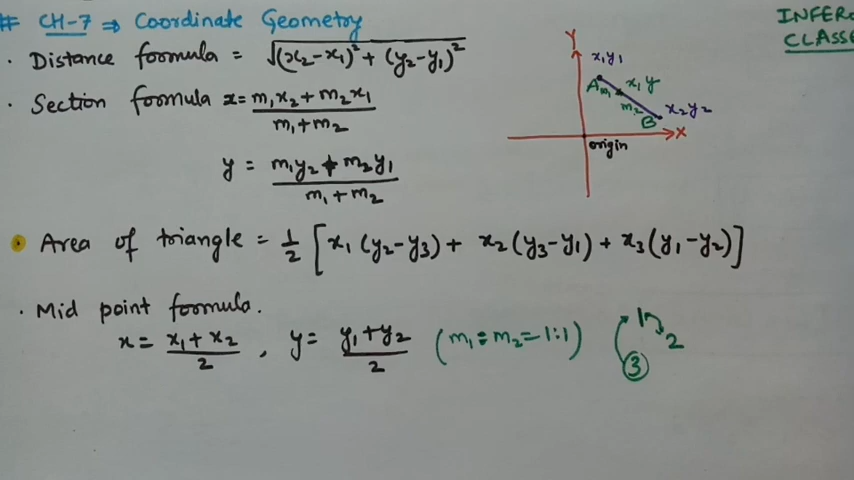 # CH-7 ⇒ Coordinate Geometry
INFER
CLASSE
· Distance formula = √(x₂-x₁)² + (y₂-y₁)²
· Section formula x = m₁x₂ + m₂x₁ / m₁+m₂
y = m₁y₂ + m₂y₁ / m₁+m₂
Y
x₁y₁
A m₁ x, y
m₂
B x₂y₂
X
origin
· Area of triangle = 1/2 [x₁(y₂-y₃) + x₂(y₃-y₁) + x₃(y₁-y₂)]
· Mid point formula.
x = x₁+x₂ / 2 , y = y₁+y₂ / 2 (m₁:m₂=1:1)
1
2
3